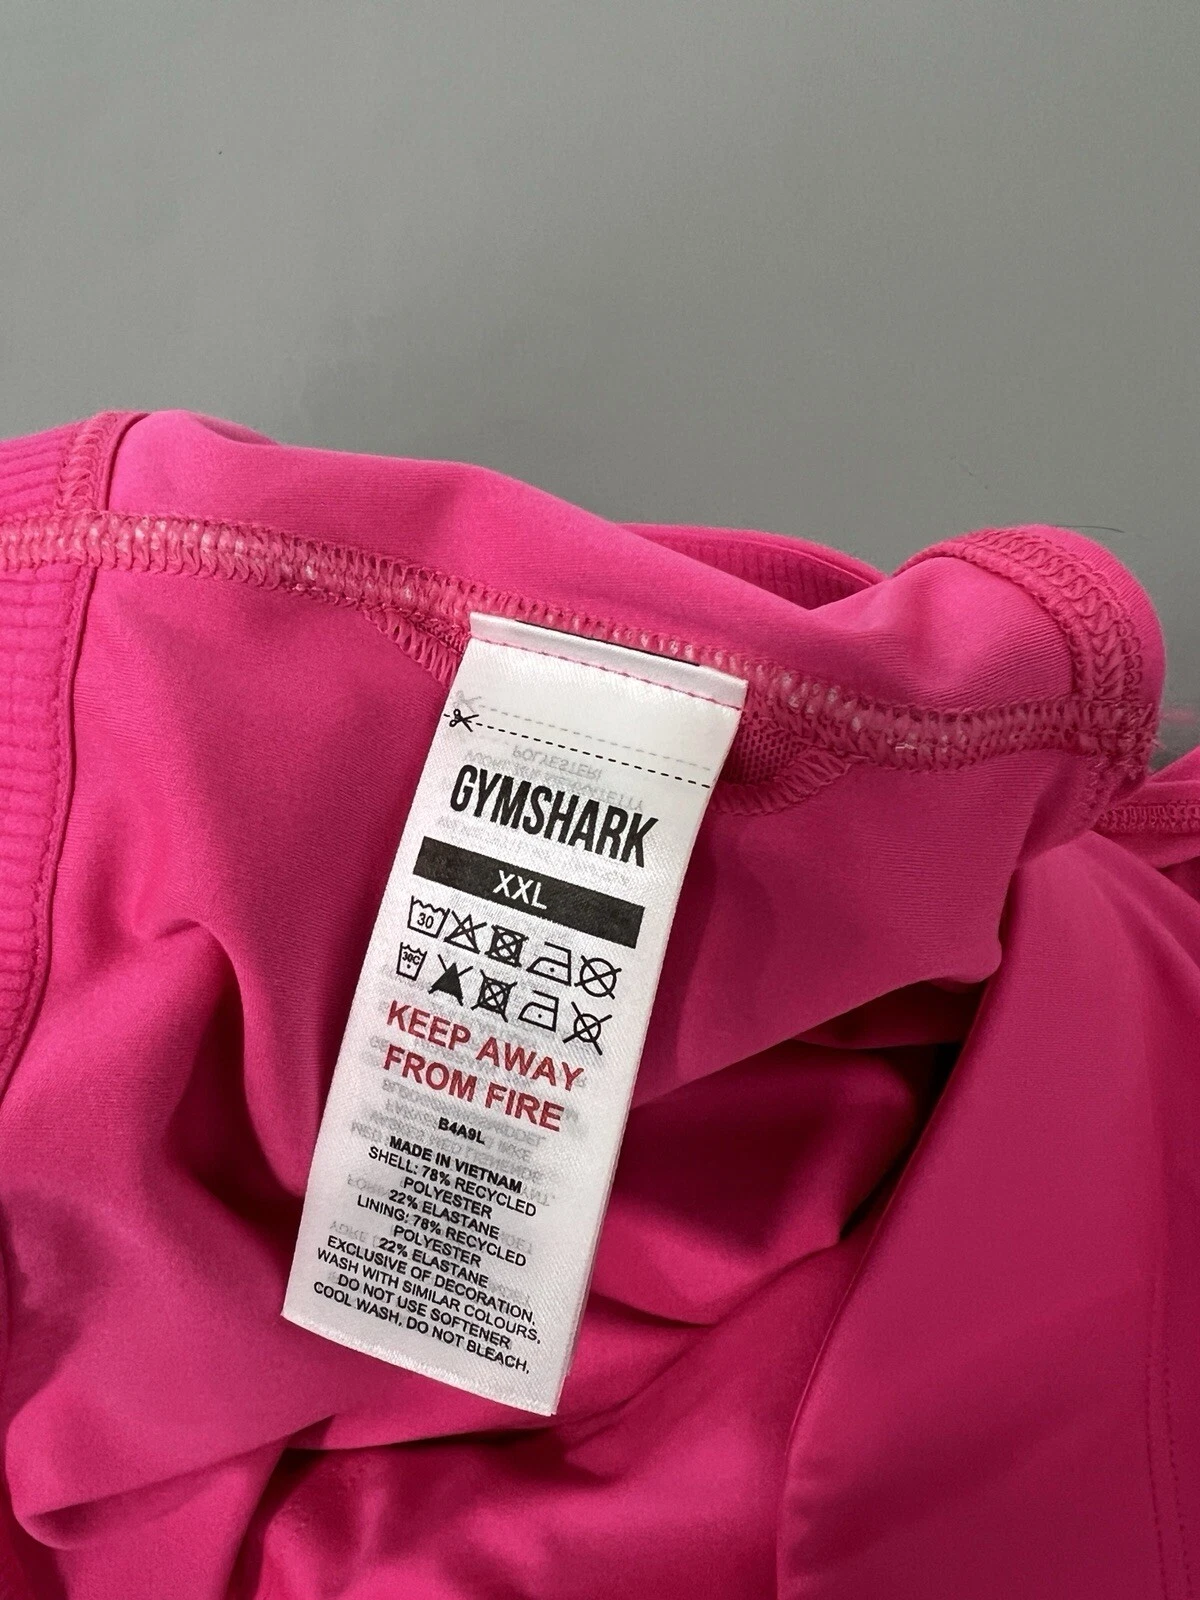 GYMSHARK
XXL
30
30C
KEEP AWAY
FROM FIRE
B4A9L
MADE IN VIETNAM
SHELL: 78% RECYCLED
POLYESTER
22% ELASTANE
LINING: 78% RECYCLED
POLYESTER
22% ELASTANE
EXCLUSIVE OF DECORATION.
WASH WITH SIMILAR COLOURS.
DO NOT USE SOFTENER
COOL WASH. DO NOT BLEACH.